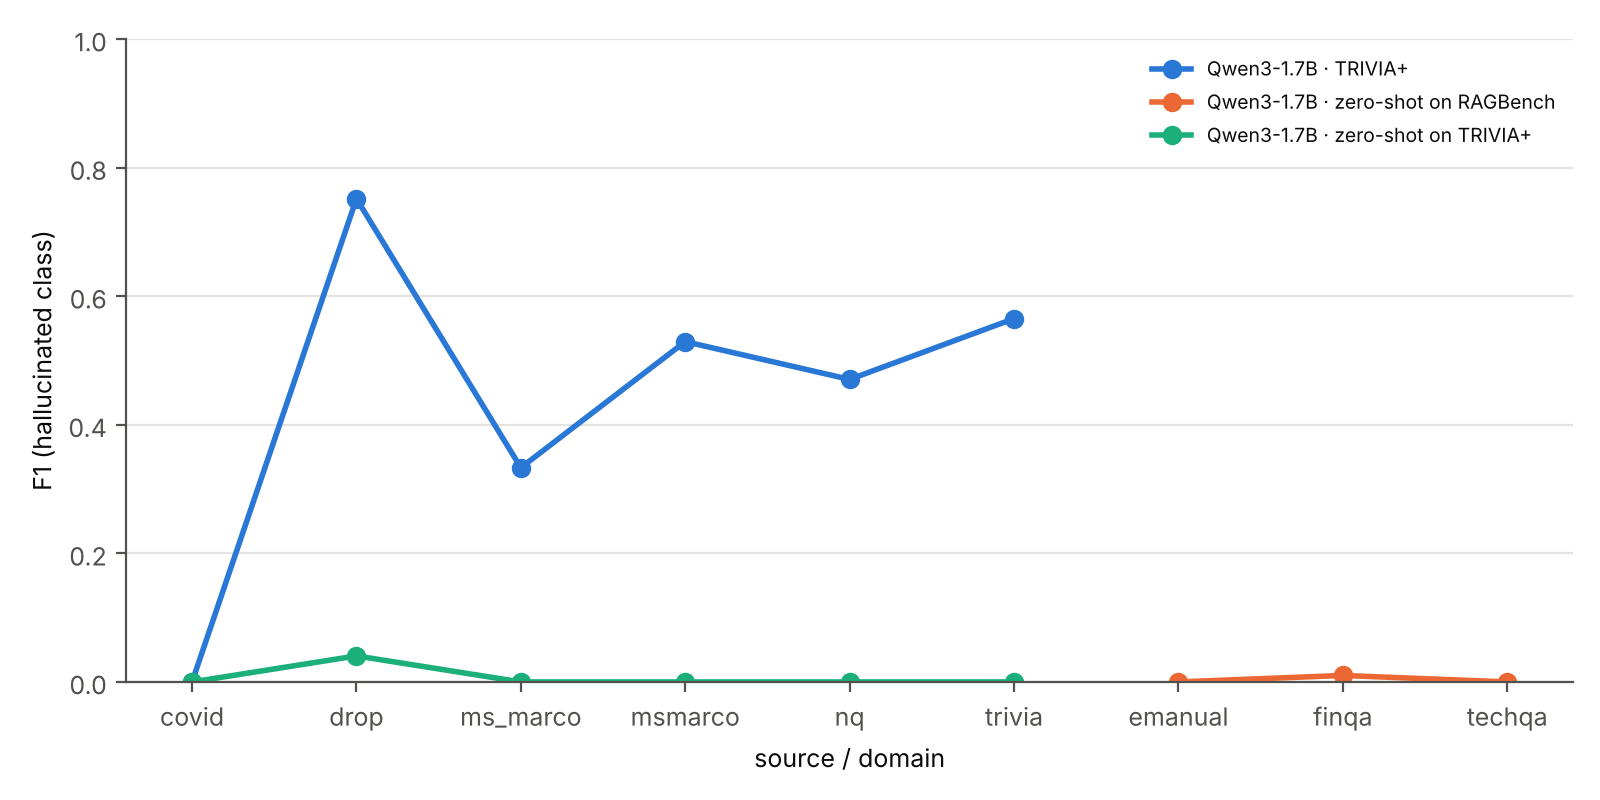 Qwen3-1.7B · TRIVIA+
Qwen3-1.7B · zero-shot on RAGBench
Qwen3-1.7B · zero-shot on TRIVIA+
F1 (hallucinated class)
1.0
0.8
0.6
0.4
0.2
0.0
covid drop ms_marco msmarco nq trivia emanual finqa techqa
source / domain